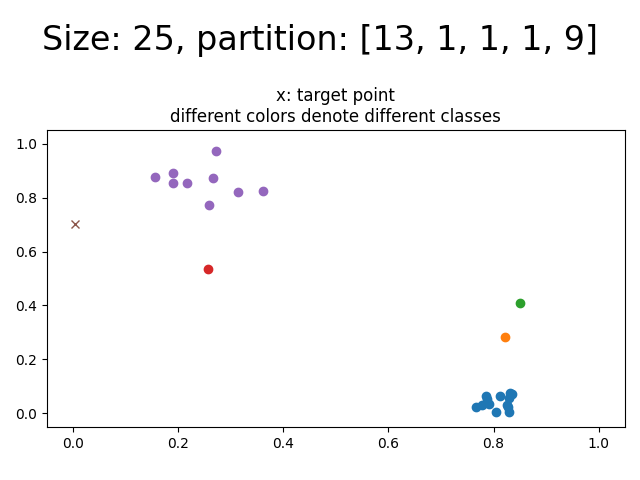 Size: 25, partition: [13, 1, 1, 1, 9]
x: target point
different colors denote different classes
1.0
0.8
0.6
0.4
0.2
0.0
0.0 0.2 0.4 0.6 0.8 1.0